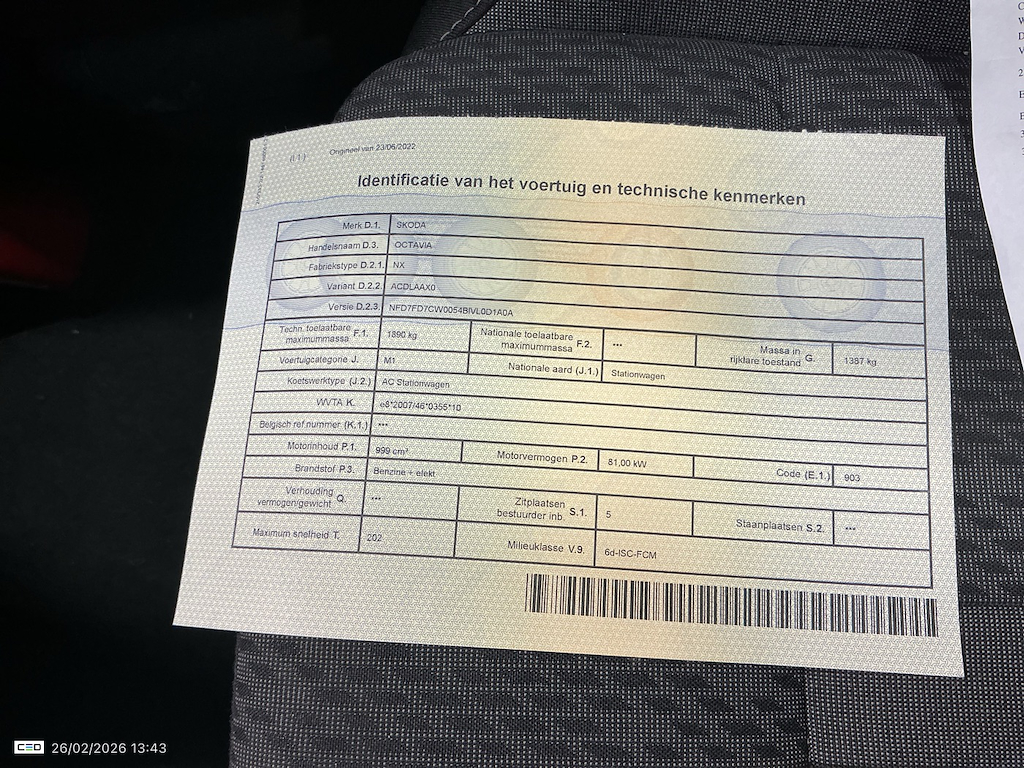 (I.1.) Origineel van 23/06/2022
Identificatie van het voertuig en technische kenmerken
Merk D.1. SKODA
Handelsnaam D.3. OCTAVIA
Fabriekstype D.2.1. NX
Variant D.2.2. ACDLAAX0
Versie D.2.3. NFD7FD7CW0054BIVL0D1A0A
Techn. toelaatbare maximummassa F.1. 1890 kg Nationale toelaatbare maximummassa F.2. *** Massa in rijklare toestand G. 1387 kg
Voertuigcategorie J. M1 Nationale aard (J.1.) Stationwagen
Koetswerktype (J.2.) AC Stationwagen
WVTA K. e8*2007/46*0355*10
Belgisch ref nummer (K.1.) ***
Motorinhoud P.1. 999 cm³ Motorvermogen P.2. 81,00 kW Code (E.1.) 903
Brandstof P.3. Benzine + elekt
Verhouding vermogen/gewicht Q. *** Zitplaatsen bestuurder inb. S.1. 5 Staanplaatsen S.2. ***
Maximum snelheid T. 202 Milieuklasse V.9. 6d-ISC-FCM
CEO 26/02/2026 13:43